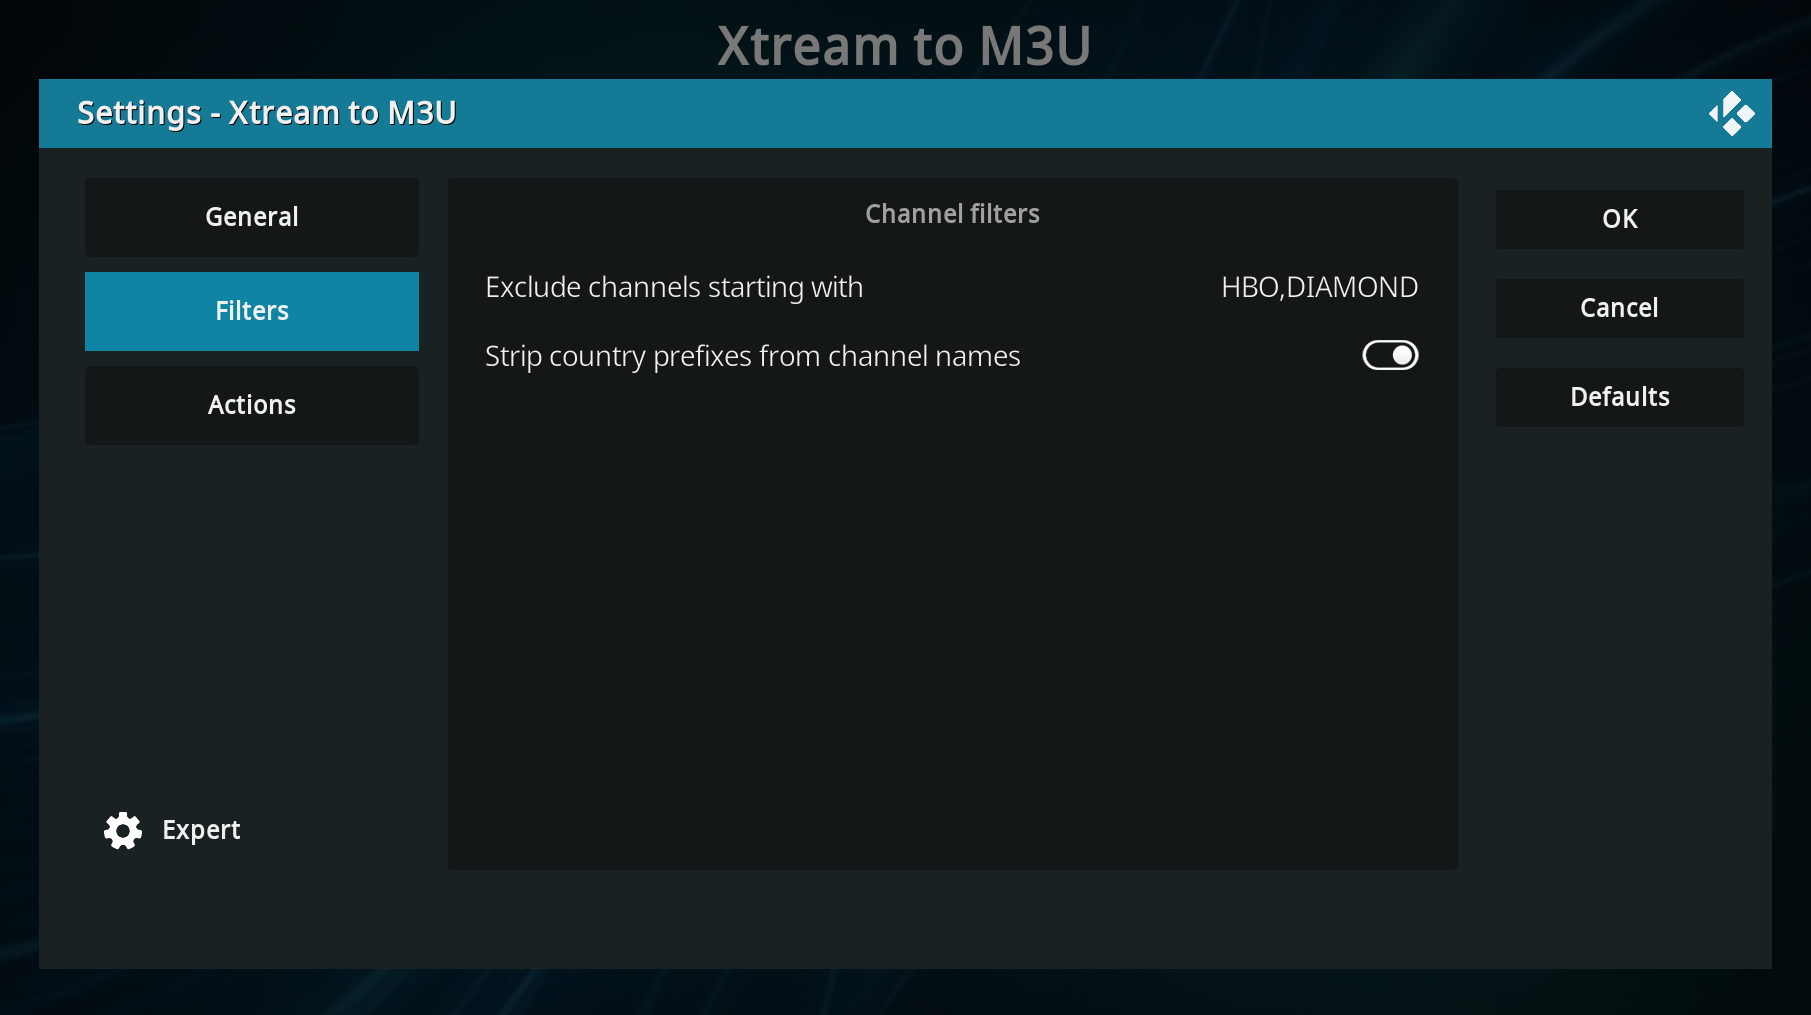 Xtream to M3U
Settings - Xtream to M3U
General
Filters
Actions
Expert
Channel filters
Exclude channels starting with HBO,DIAMOND
Strip country prefixes from channel names
OK
Cancel
Defaults